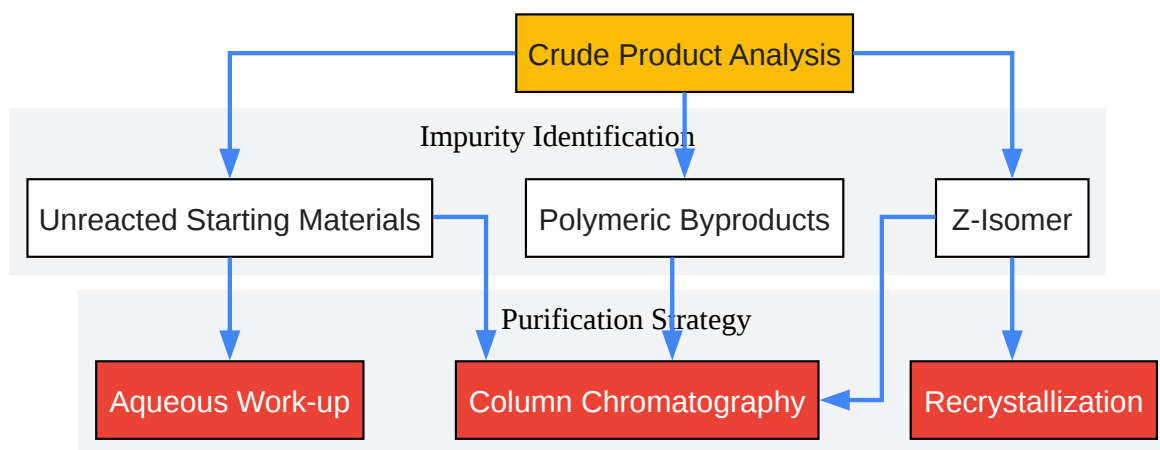 Crude Product Analysis
Impurity Identification
Unreacted Starting Materials
Polymeric Byproducts
Z-Isomer
Purification Strategy
Aqueous Work-up
Column Chromatography
Recrystallization